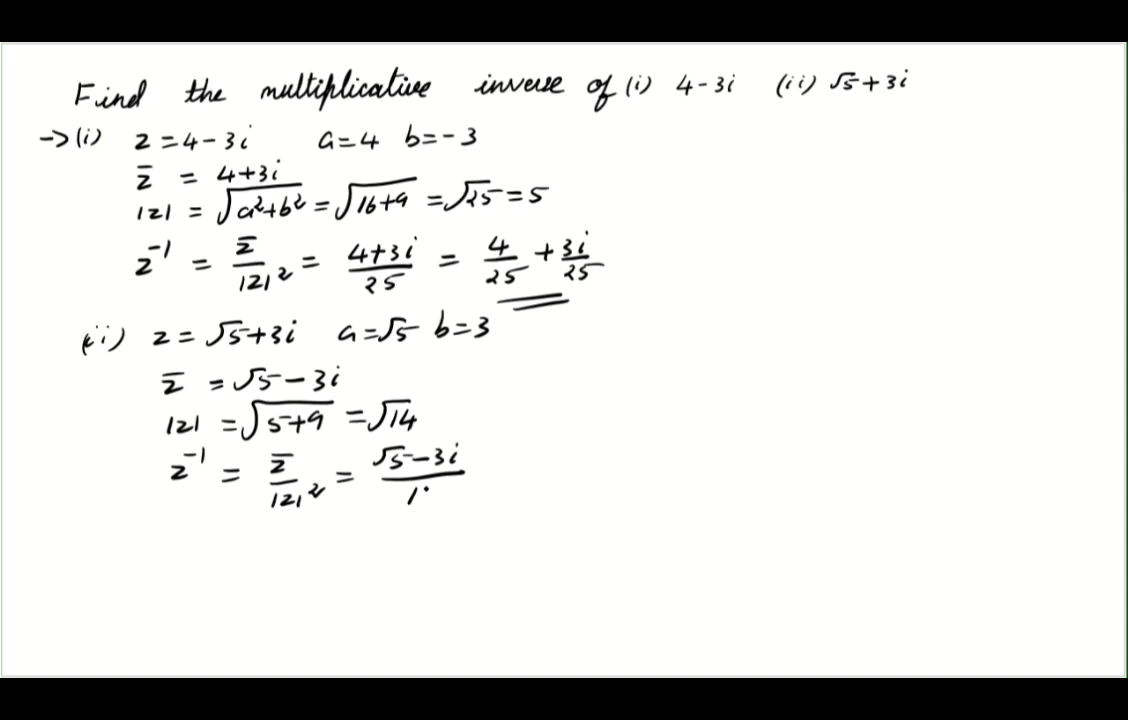 Find the multiplicative inverse of (i) 4-3i (ii) √5+3i
->(i) z=4-3i a=4 b=-3
z̄ = 4+3i
|z| = √a²+b² = √16+9 = √25 = 5
z⁻¹ = z̄/|z|² = 4+3i/25 = 4/25 + 3i/25
(ii) z= √5+3i a=√5 b=3
z̄ = √5-3i
|z| = √5+9 = √14
z⁻¹ = z̄/|z|² = √5-3i/1